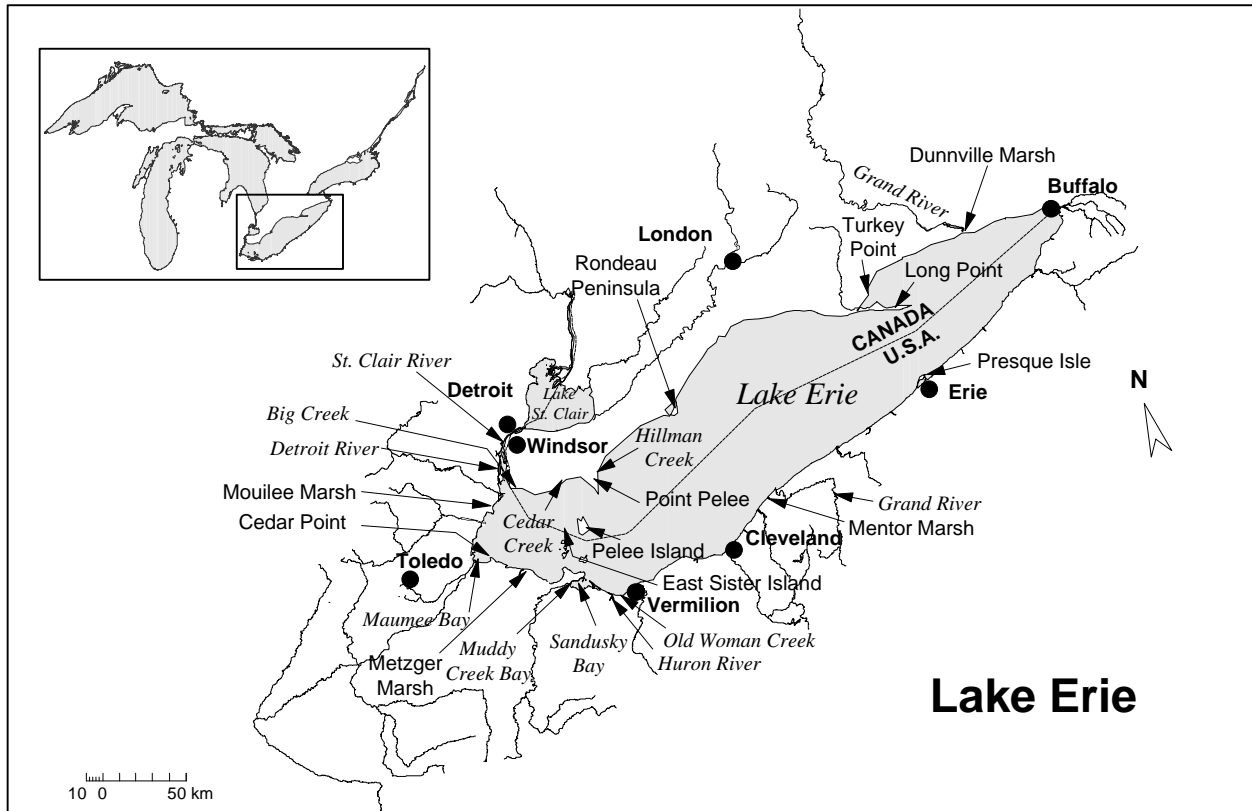 Dunnville Marsh
Grand River
Buffalo
Turkey
Point
London
Rondeau
Peninsula
Long Point
CANADA
U.S.A.
St. Clair River
Presque Isle
N
Detroit
Lake
St. Clair
Lake Erie
Erie
Big Creek
Windsor
Hillman
Creek
Detroit River
Mouilee Marsh
Point Pelee
Grand River
Mentor Marsh
Cedar Point
Cedar
Creek
Cleveland
Pelee Island
Toledo
East Sister Island
Vermilion
Maumee Bay
Muddy
Creek Bay
Sandusky
Bay
Old Woman Creek
Huron River
Metzger
Marsh
Lake Erie
10 0 50 km